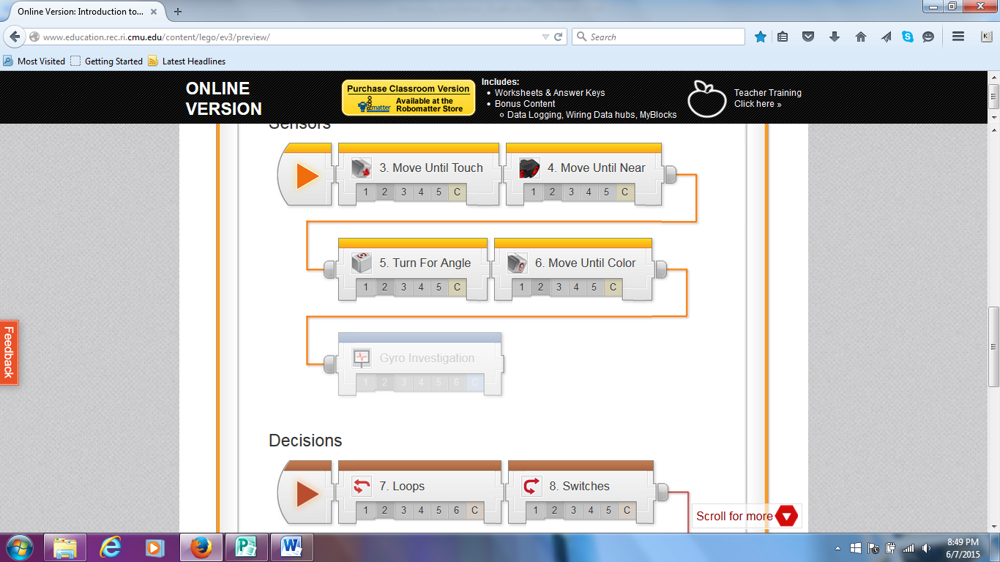 Online Version: Introduction to...
www.education.rec.ri.cmu.edu/content/lego/ev3/preview/
Search
Most Visited
Getting Started
Latest Headlines
ONLINE
VERSION
Purchase Classroom Version
Available at the
Robomatter Store
Includes:
Worksheets & Answer Keys
Bonus Content
Data Logging, Wiring Data hubs, MyBlocks
Teacher Training
Click here »
Sensors
3. Move Until Touch
1 2 3 4 5 C
4. Move Until Near
1 2 3 4 5 C
5. Turn For Angle
1 2 3 4 5 C
6. Move Until Color
1 2 3 4 5 C
Gyro Investigation
1 2 3 4 5 6 C
Feedback
Decisions
7. Loops
1 2 3 4 5 6 C
8. Switches
1 2 3 4 5 C
Scroll for more
8:49 PM
6/7/2015